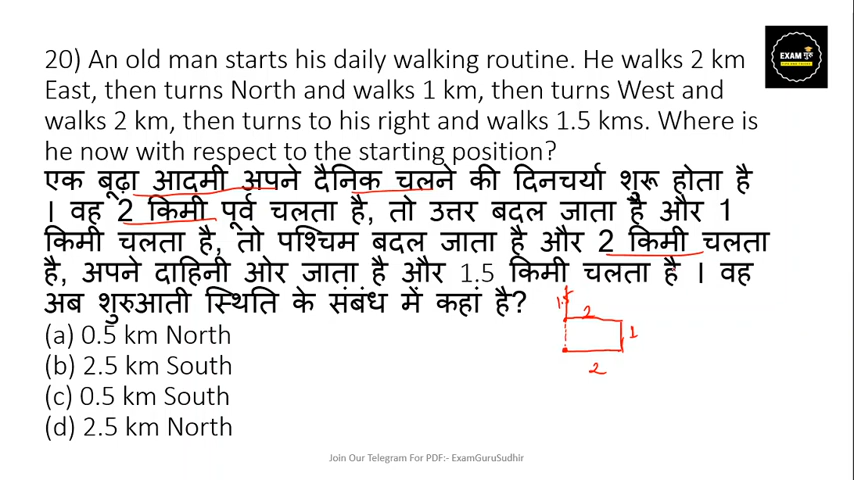 EXAM गुरु
20) An old man starts his daily walking routine. He walks 2 km
East, then turns North and walks 1 km, then turns West and
walks 2 km, then turns to his right and walks 1.5 kms. Where is
he now with respect to the starting position?
एक बूढ़ा आदमी अपने दैनिक चलने की दिनचर्या शुरू होता है
। वह 2 किमी पूर्व चलता है, तो उत्तर बदल जाता है और 1
किमी चलता है, तो पश्चिम बदल जाता है और 2 किमी चलता
है, अपने दाहिनी ओर जाता है और 1.5 किमी चलता है । वह
अब शुरुआती स्थिति के संबंध में कहां है?
1.5
2
1
2
(a) 0.5 km North
(b) 2.5 km South
(c) 0.5 km South
(d) 2.5 km North
Join Our Telegram For PDF:- ExamGuruSudhir